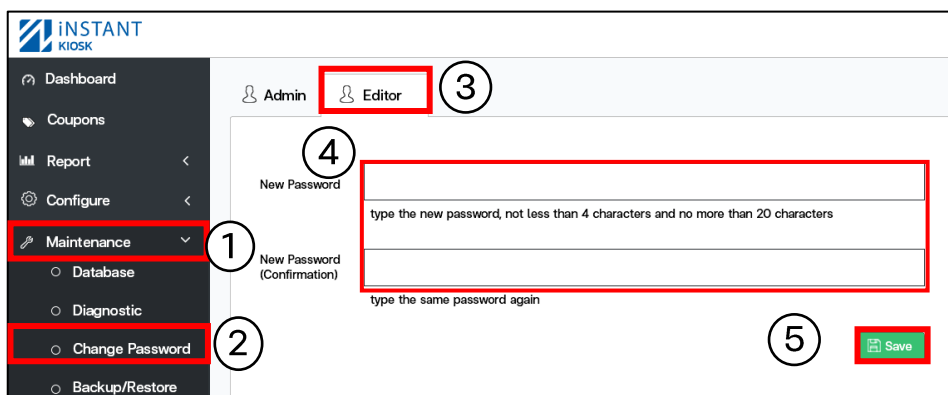 iNSTANT
KIOSK
Dashboard
Coupons
Report
Configure
Maintenance
1
Database
Diagnostic
Change Password
2
Backup/Restore
Admin
Editor
3
4
New Password
type the new password, not less than 4 characters and no more than 20 characters
New Password
(Confirmation)
type the same password again
5
Save